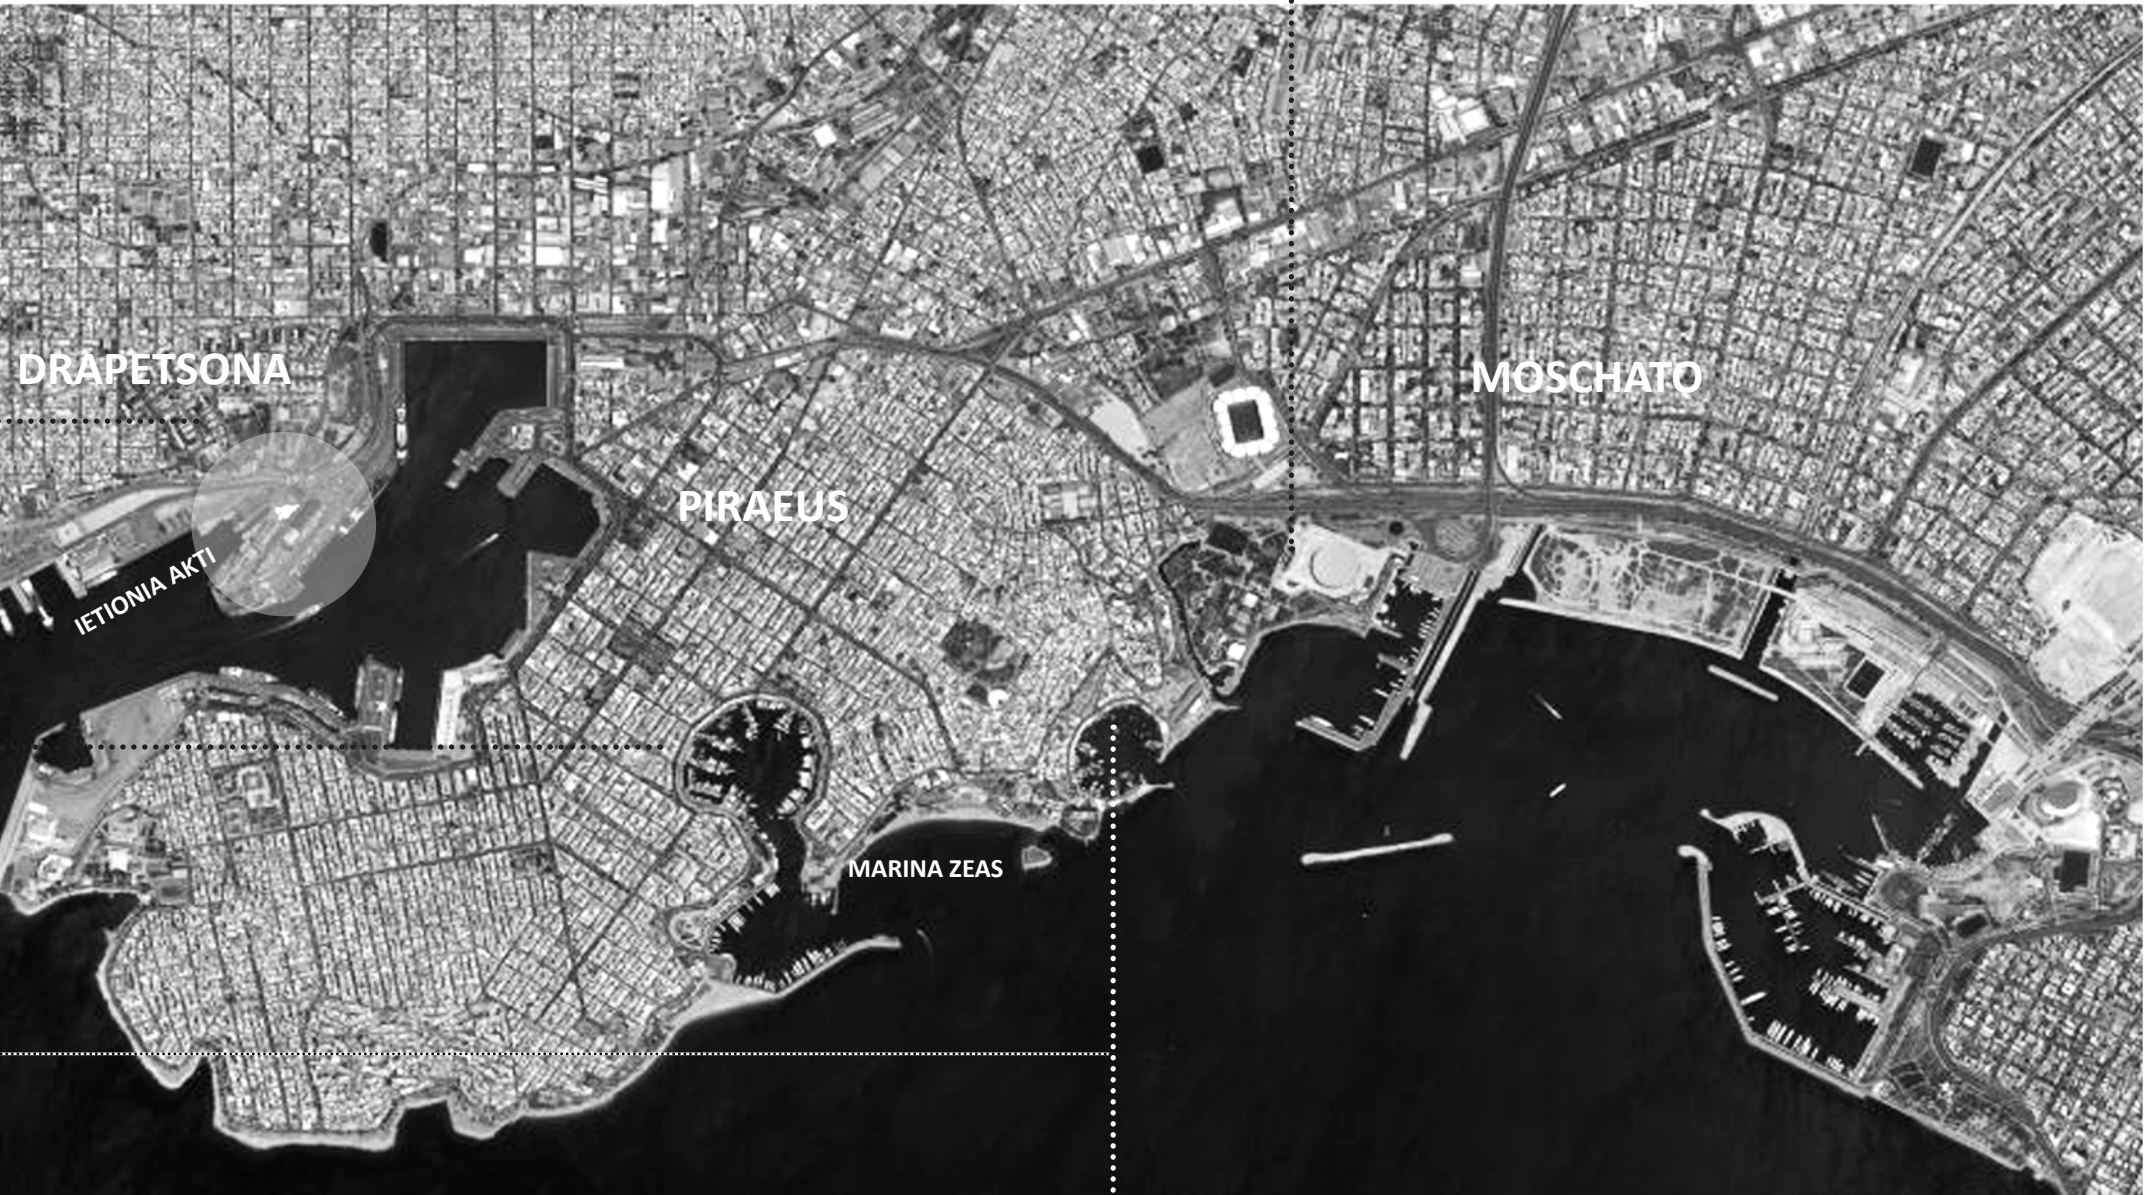 DRAPETSONA
MOSCHATO
PIRAEUS
IETIONIA AKTI
MARINA ZEAS